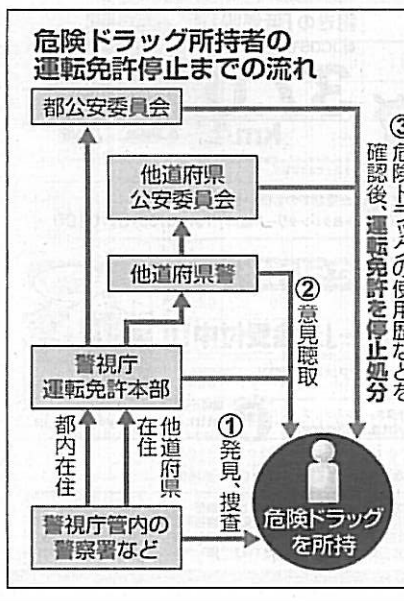 危険ドラッグ所持者の
運転免許停止までの流れ
都公安委員会
他道府県
公安委員会
他道府県警
警視庁
運転免許本部
都内在住
他道府県
在住
警視庁管内の
警察署など
①発見、捜査
②意見聴取
③危険ドラッグの使用歴などを
確認後、運転免許を停止処分
危険ドラッグ
を所持